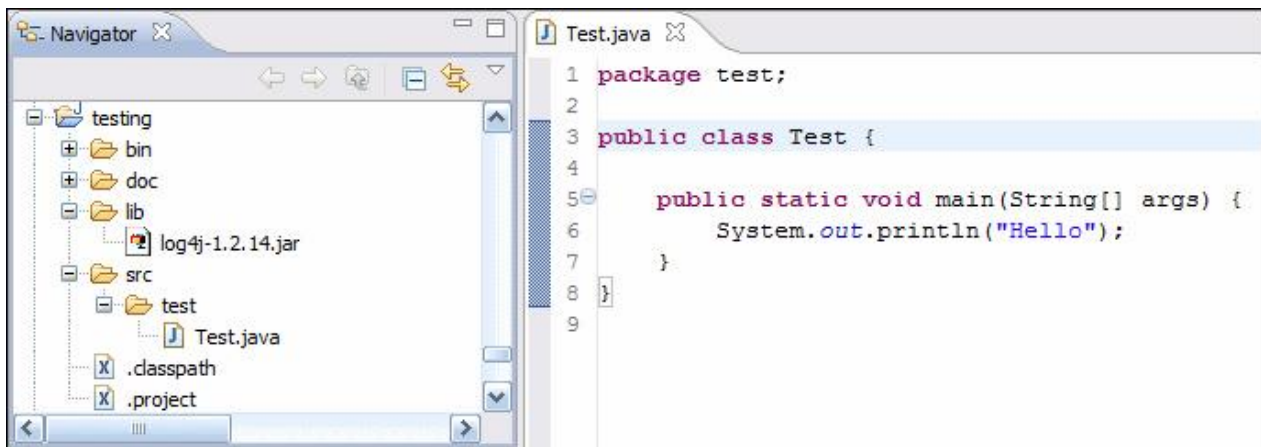 Navigator
testing
bin
doc
lib
log4j-1.2.14.jar
src
test
Test.java
.classpath
.project
Test.java
1 package test;
2
3 public class Test {
4
5 public static void main(String[] args) {
6 System.out.println("Hello");
7 }
8 }
9